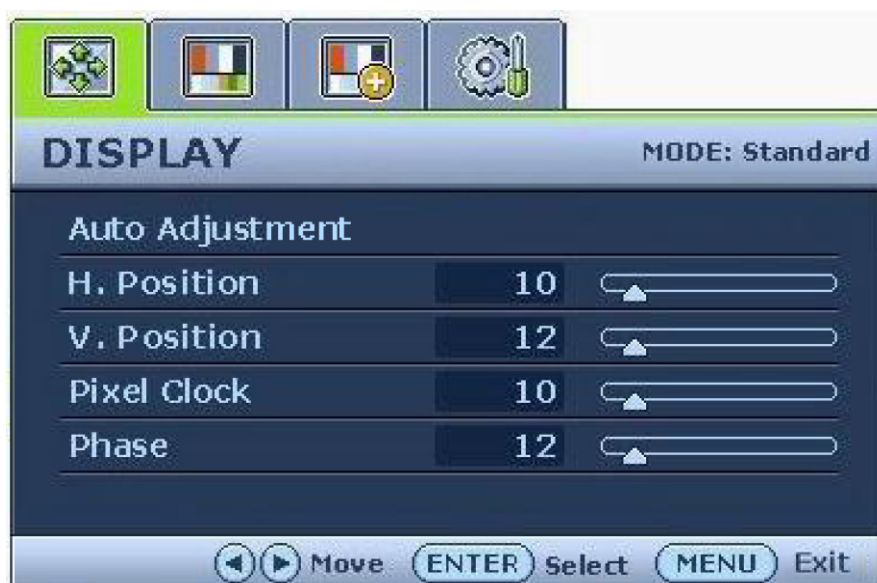 DISPLAY MODE: Standard
Auto Adjustment
H. Position 10
V. Position 12
Pixel Clock 10
Phase 12
Move ENTER Select MENU Exit